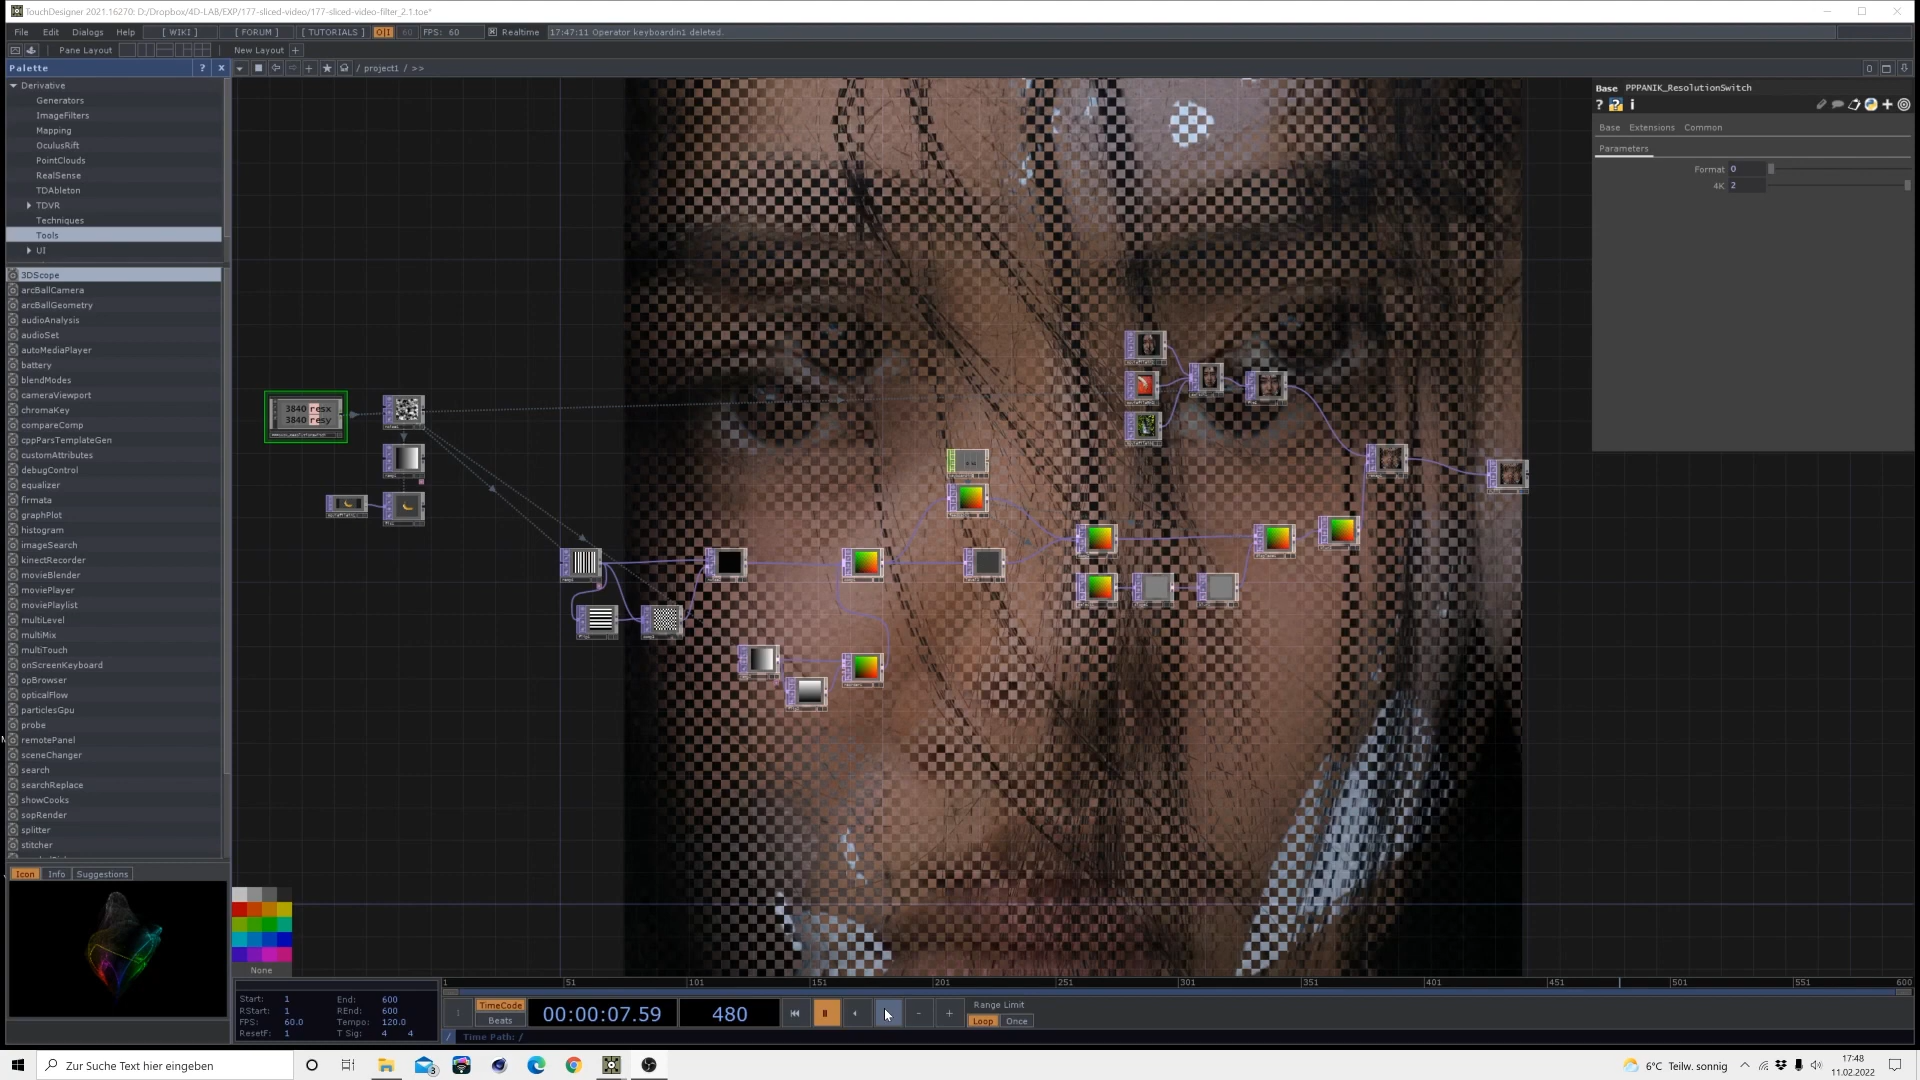 TouchDesigner 2021.16270: D:/Dropbox/4D-LAB/EXP/177-sliced-video/177-sliced-video-filter_2.1.toe*
File Edit Dialogs Help [ WIKI ] [ FORUM ] [ TUTORIALS ] O|I 60 FPS: 60 Realtime 17:47:11 Operator keyboardin1 deleted.
Pane Layout New Layout +
Palette ? x / project1 / >> 0
Derivative
Generators
ImageFilters
Mapping
OculusRift
PointClouds
RealSense
TDAbleton
TDVR
Techniques
Tools
UI
3DScope
arcBallCamera
arcBallGeometry
audioAnalysis
audioSet
autoMediaPlayer
battery
blendModes
cameraViewport
chromaKey
compareComp
cppParsTemplateGen
customAttributes
debugControl
equalizer
firmata
graphPlot
histogram
imageSearch
kinectRecorder
movieBlender
moviePlayer
moviePlaylist
multiLevel
multiMix
multiTouch
onScreenKeyboard
opBrowser
opticalFlow
particlesGpu
probe
remotePanel
sceneChanger
search
searchReplace
showCooks
sopRender
splitter
stitcher
Icon Info Suggestions
3840 resx
3840 resy
Base PPPANIK_ResolutionSwitch
? ? i
Base Extensions Common
Parameters
Format 0
4K 2
None
1 51 101 151 201 251 301 351 401 451 501 551 600
Start: 1 End: 600
RStart: 1 REnd: 600
FPS: 60.0 Tempo: 120.0
ResetF: 1 T Sig: 4 4
TimeCode
Beats
00:00:07.59 480
- +
Range Limit
Loop Once
/ Time Path: /
Zur Suche Text hier eingeben
3
6°C Teilw. sonnig
17:48
11.02.2022